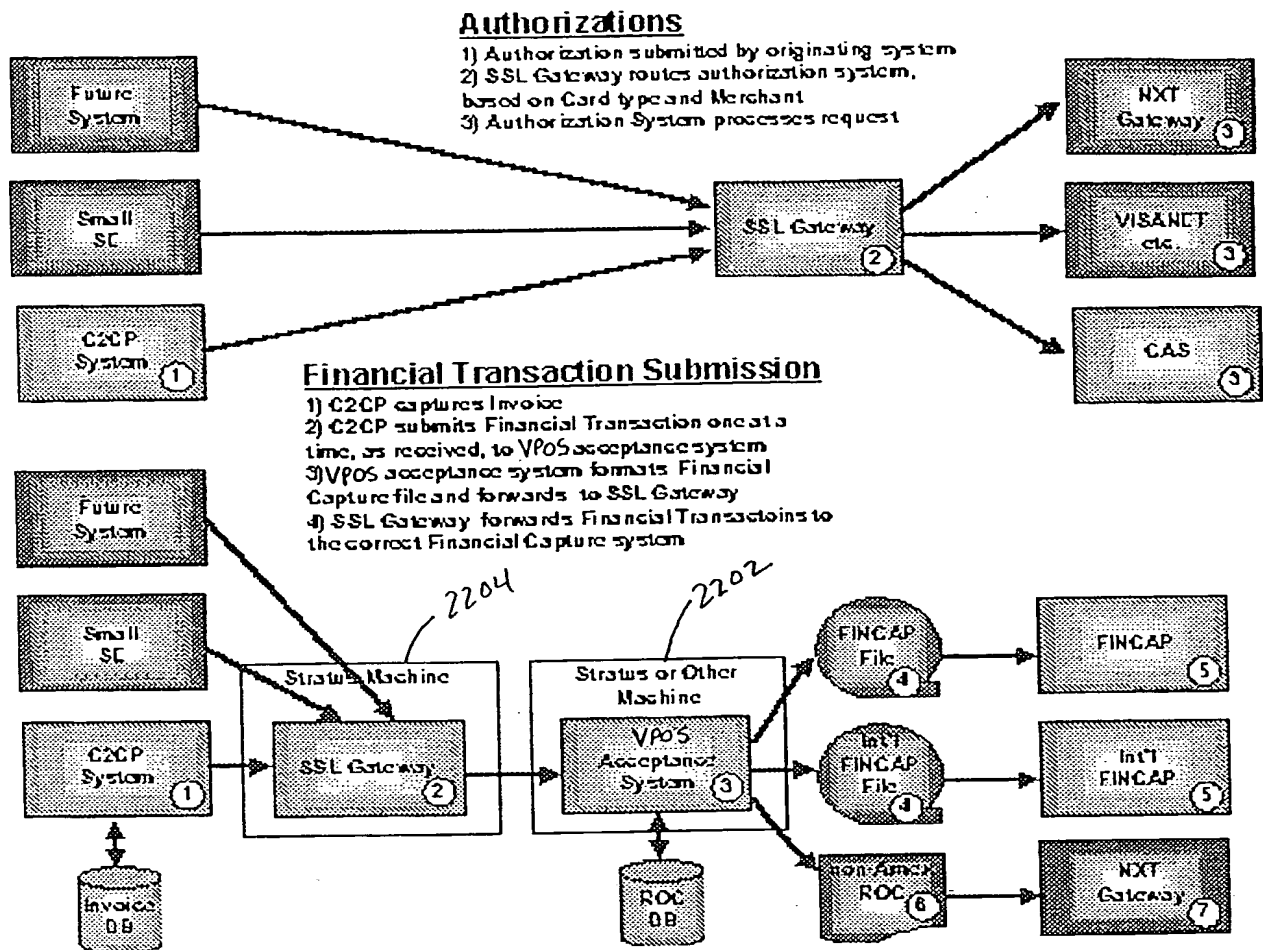 Authorizations
1) Authorization submitted by originating system
2) SSL Gateway routes authorization system,
based on Card type and Merchant
3) Authorization System processes request
Future
System
Small
SE
C2CP
System
1
SSL Gateway
2
NXT
Gateway
3
VISANET
etc.
3
CAS
3
Financial Transaction Submission
1) C2CP captures Invoice
2) C2CP submits Financial Transaction one at a
time, as received, to VPOS acceptance system
3)VPOS acceptance system formats Financial
Capture file and forwards to SSL Gateway
4) SSL Gateway forwards Financial Transactoins to
the correct Financial Capture system
Future
System
Small
SE
C2CP
System
1
Invoice
DB
2204
Stratus Machine
SSL Gateway
2
2202
Stratus or Other
Machine
VPOS
Acceptance
System
3
ROC
DB
FINCAP
File
4
Int'l
FINCAP
File
4
non-Amex
ROC
6
FINCAP
5
Int'l
FINCAP
5
NXT
Gateway
7